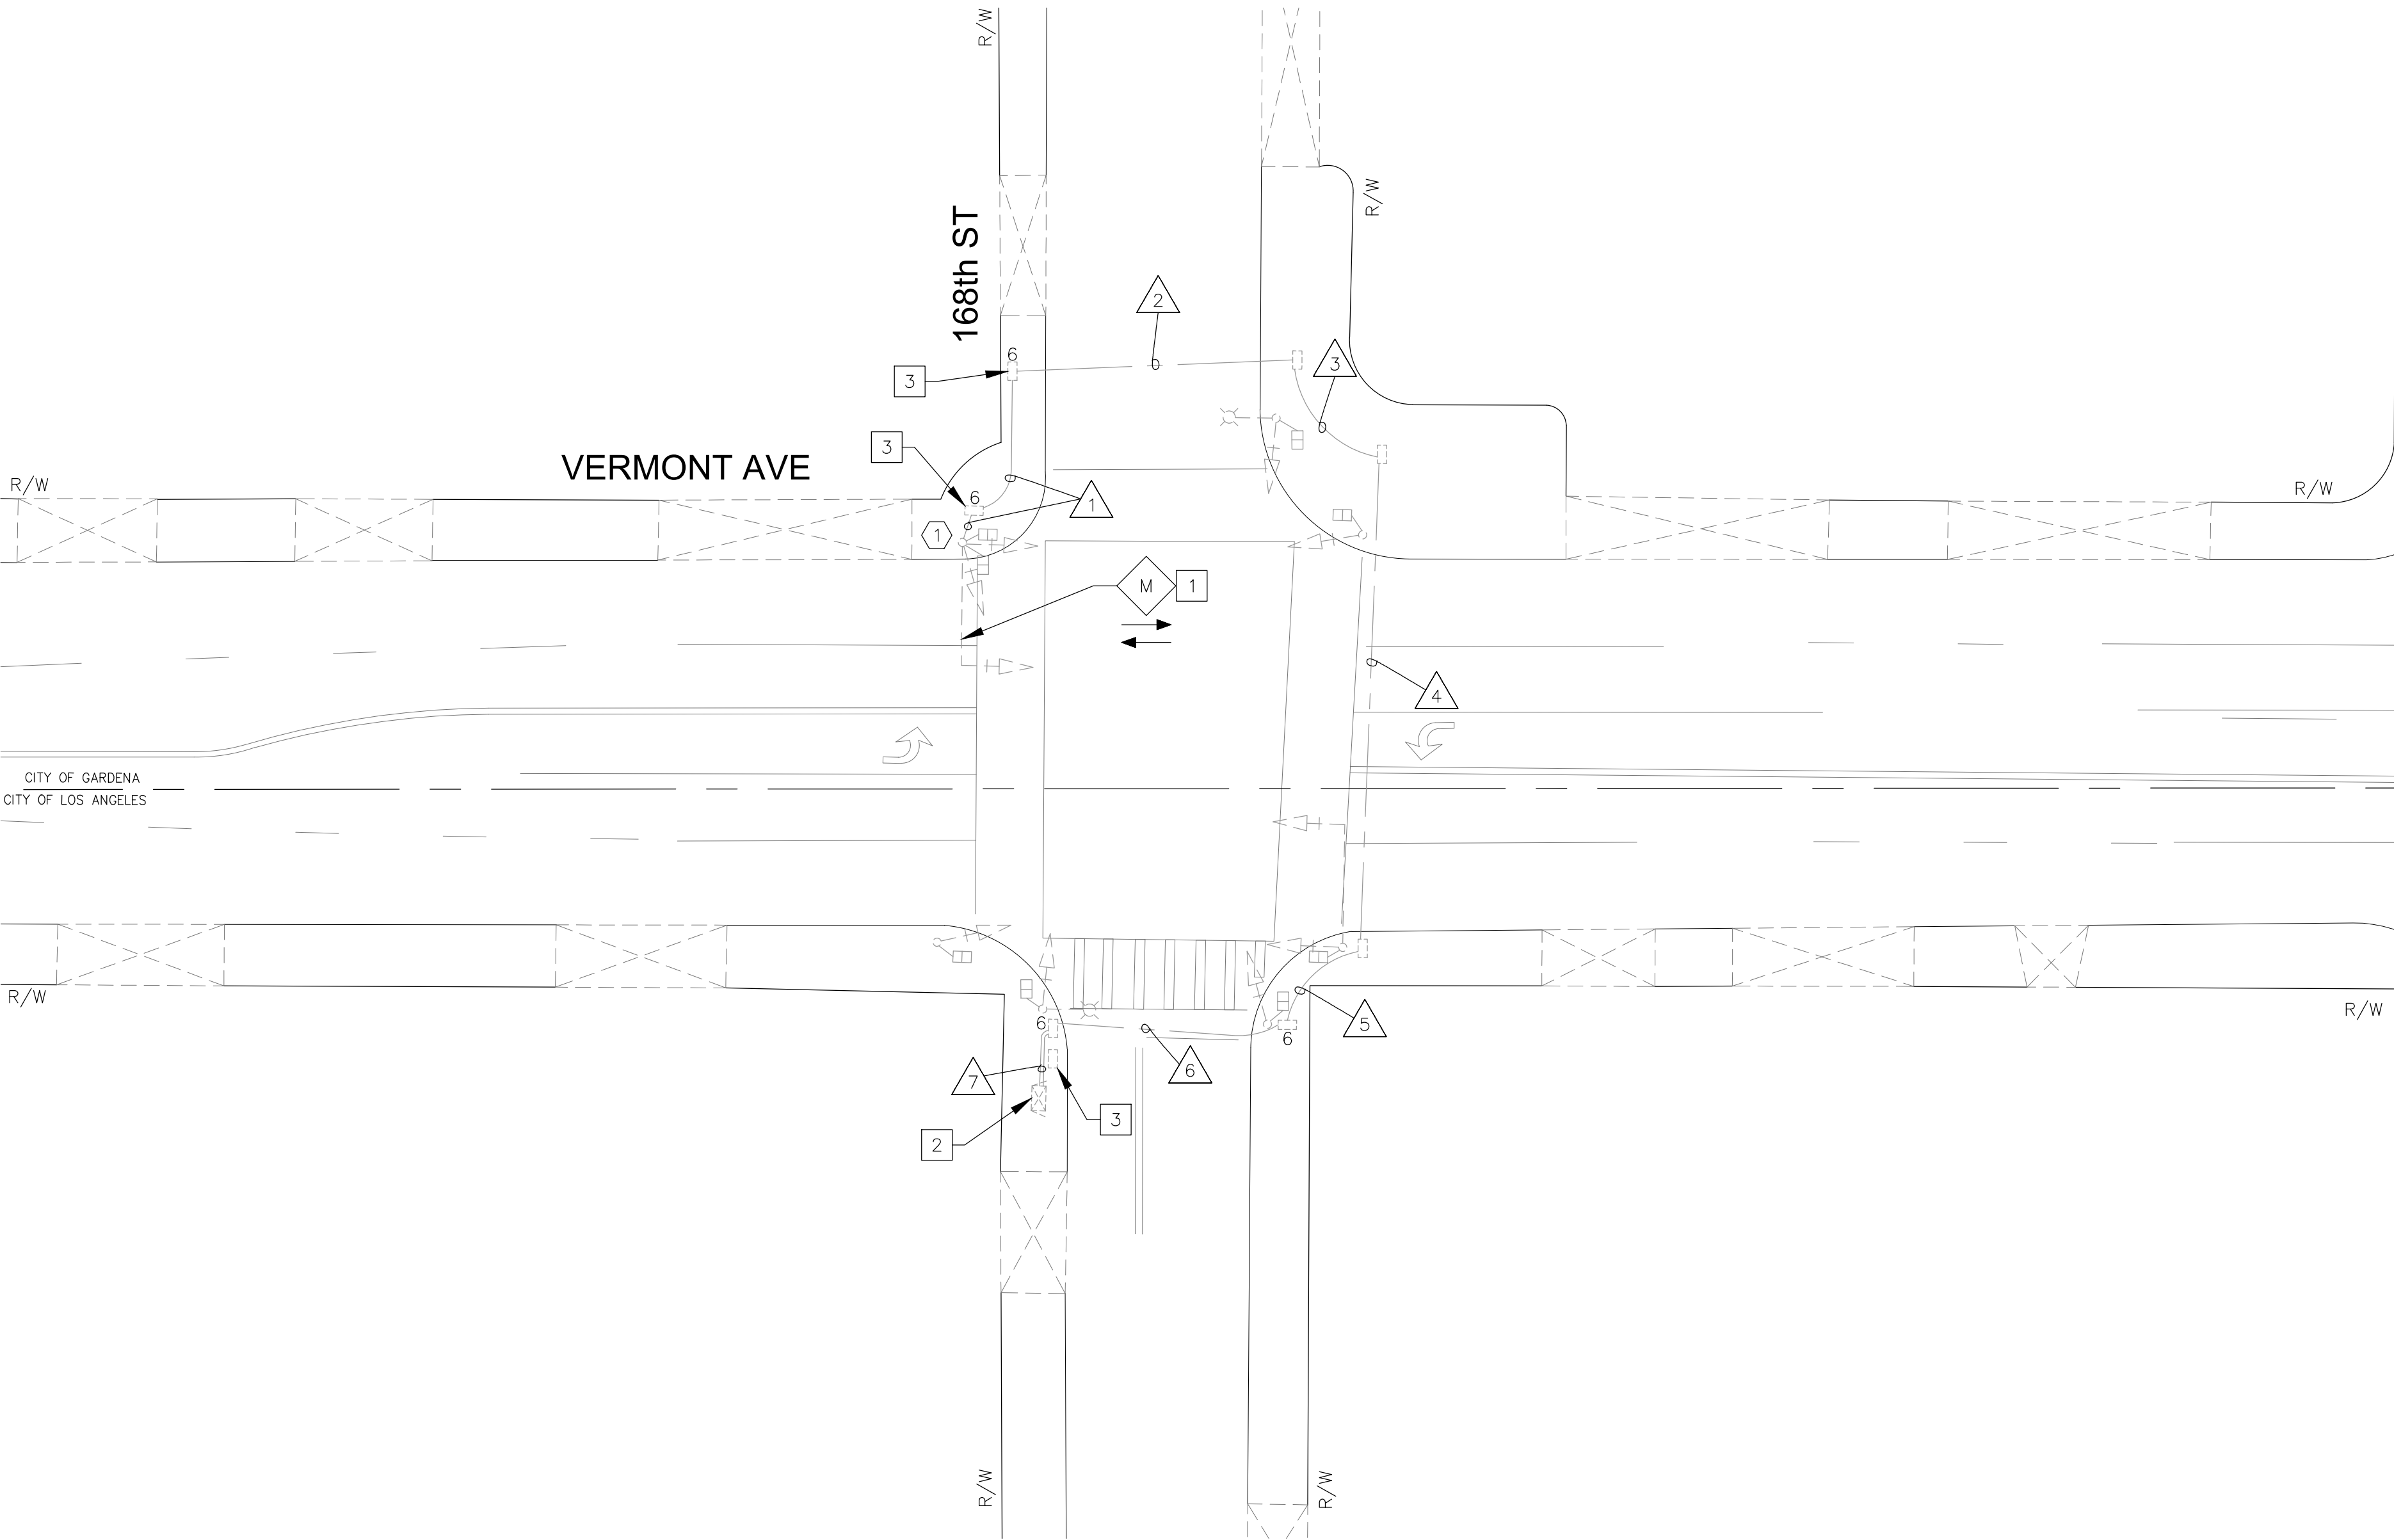 R/W
R/W
168th ST
2
6
3
3
3
VERMONT AVE
R/W
R/W
6
1
1
M
1
4
CITY OF GARDENA
CITY OF LOS ANGELES
R/W
R/W
6
6
5
6
7
3
2
R/W
R/W